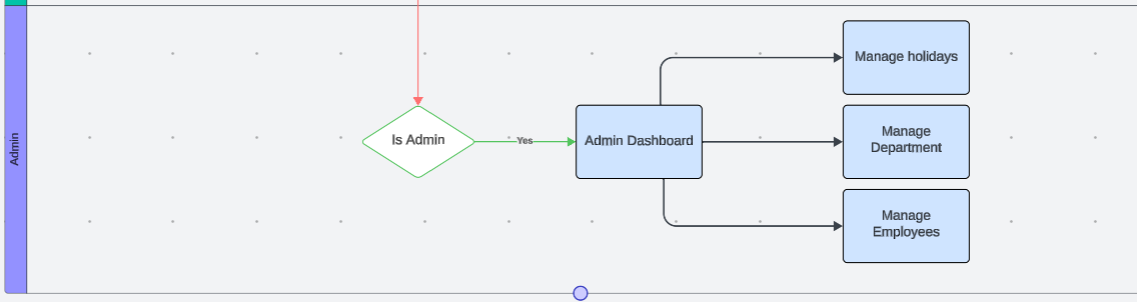 Admin
Is Admin
Yes
Admin Dashboard
Manage holidays
Manage
Department
Manage
Employees